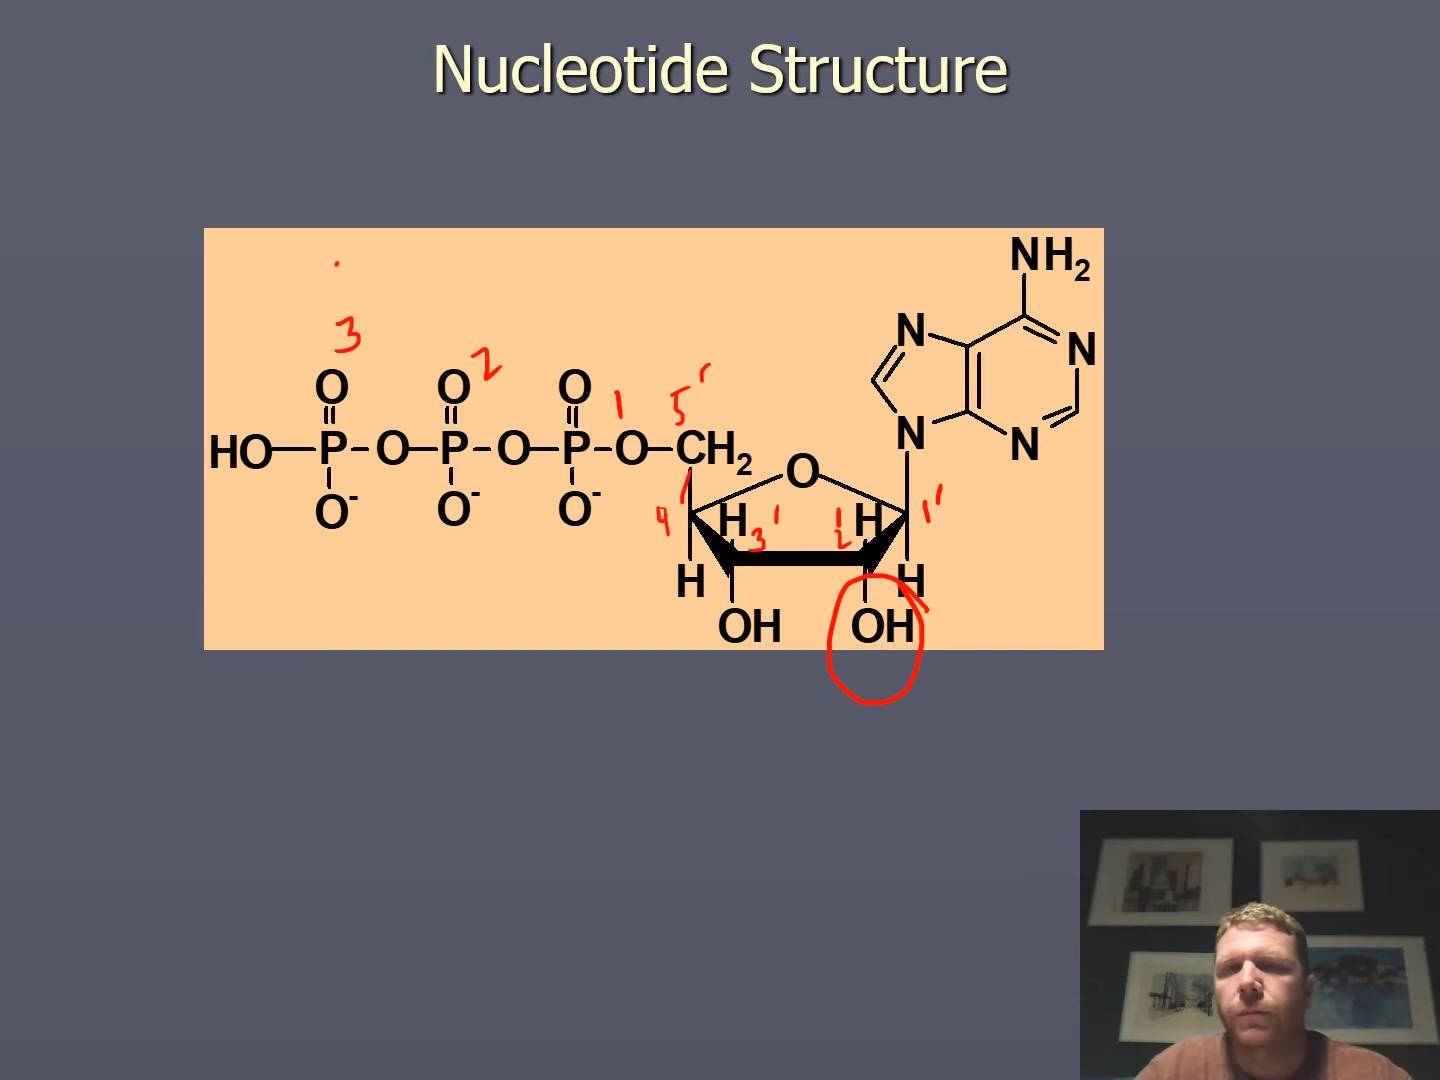 Nucleotide Structure
NH2
3
N
N
2
O O O 1 5'
HO P O P O P O CH2 N N
O- O- O- O
4' H 3' 2' H 1'
H H
OH OH